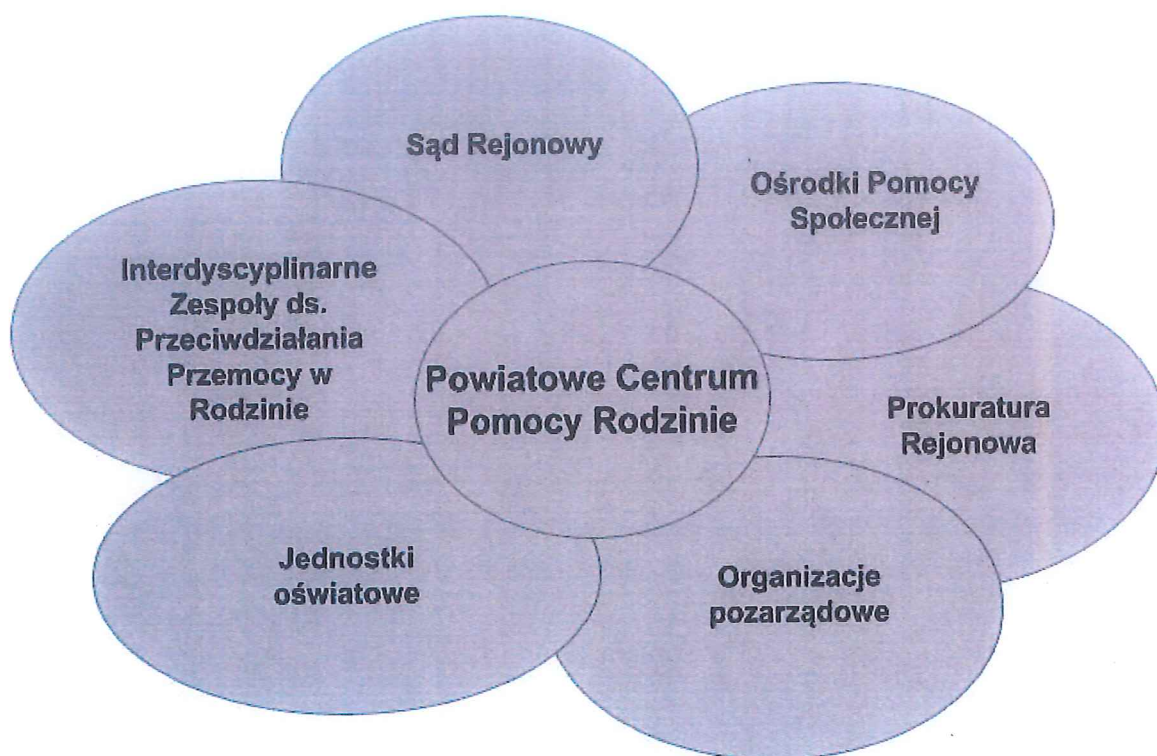 Sąd Rejonowy
Ośrodki Pomocy
Społecznej
Interdyscyplinarne
Zespoły ds.
Przeciwdziałania
Przemocy w
Rodzinie
Powiatowe Centrum
Pomocy Rodzinie
Prokuratura
Rejonowa
Jednostki
oświatowe
Organizacje
pozarządowe